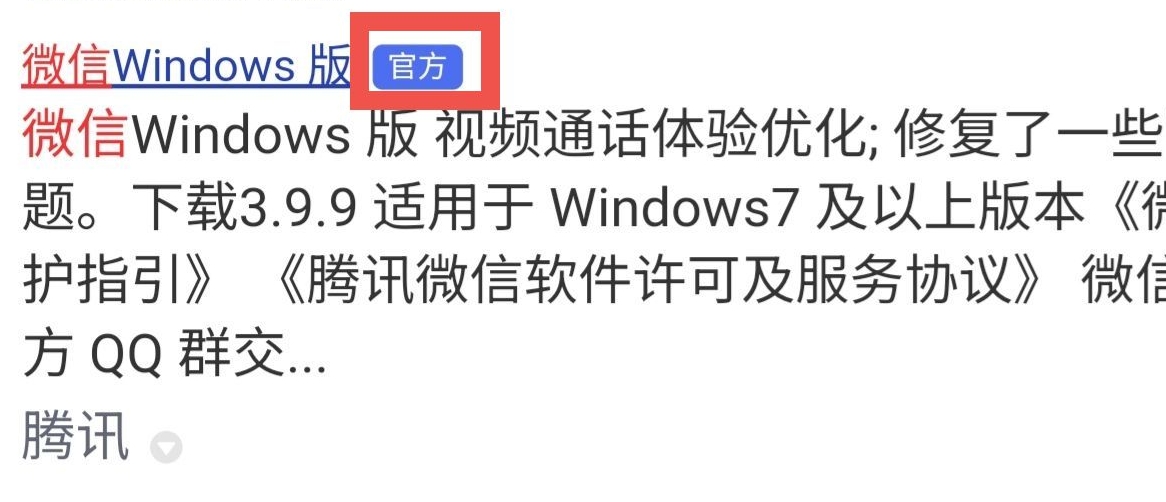 微信Windows 版 官方
微信Windows 版 视频通话体验优化; 修复了一些
题。下载3.9.9 适用于 Windows7 及以上版本《微
护指引》 《腾讯微信软件许可及服务协议》 微信
方 QQ 群交...
腾讯